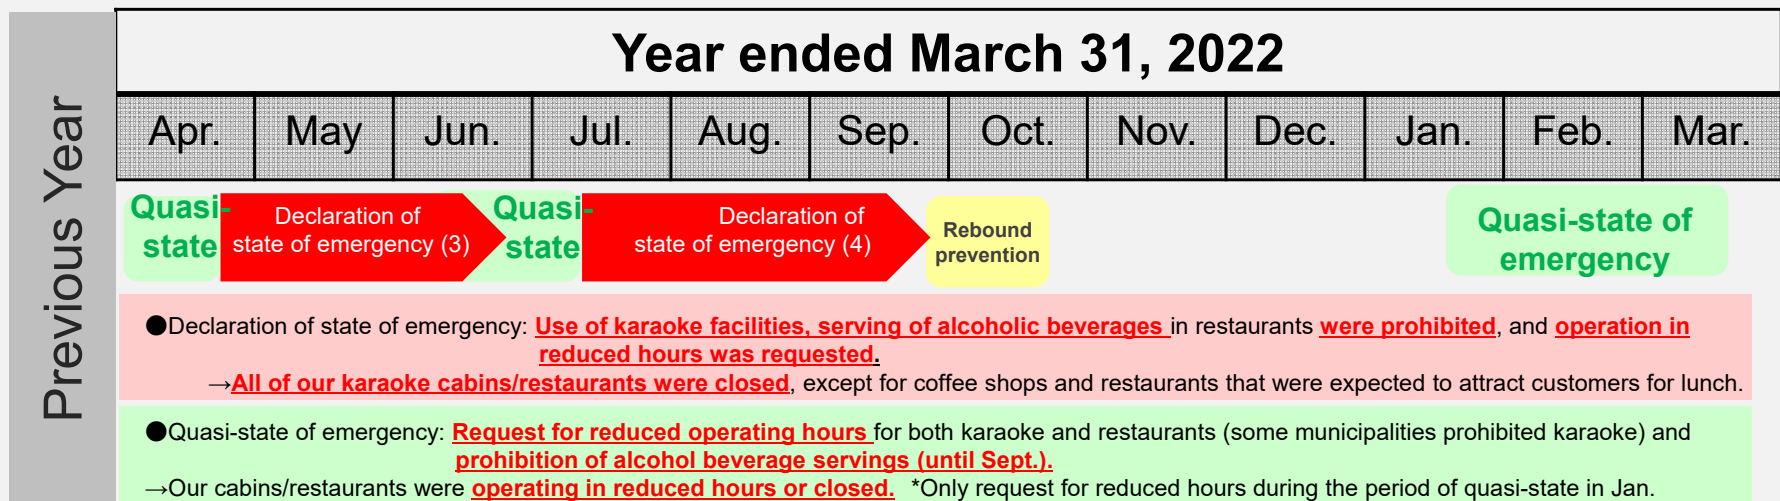 Previous Year
Year ended March 31, 2022
Apr. May Jun. Jul. Aug. Sep. Oct. Nov. Dec. Jan. Feb. Mar.
Quasi-
state
Declaration of
state of emergency (3)
Quasi-
state
Declaration of
state of emergency (4)
Rebound
prevention
Quasi-state of
emergency
●Declaration of state of emergency: Use of karaoke facilities, serving of alcoholic beverages in restaurants were prohibited, and operation in
reduced hours was requested.
→All of our karaoke cabins/restaurants were closed, except for coffee shops and restaurants that were expected to attract customers for lunch.
●Quasi-state of emergency: Request for reduced operating hours for both karaoke and restaurants (some municipalities prohibited karaoke) and
prohibition of alcohol beverage servings (until Sept.).
→Our cabins/restaurants were operating in reduced hours or closed. *Only request for reduced hours during the period of quasi-state in Jan.